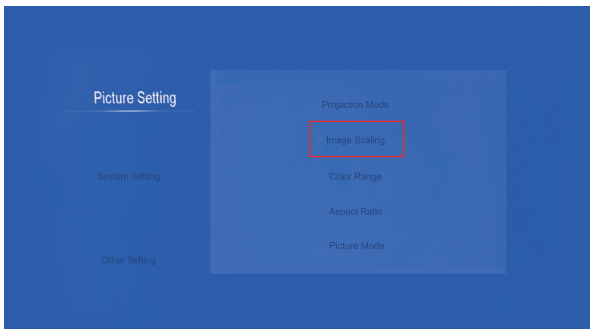 Picture Setting
System Setting
Other Setting
Projection Mode
Image Scaling
Color Range
Aspect Ratio
Picture Mode